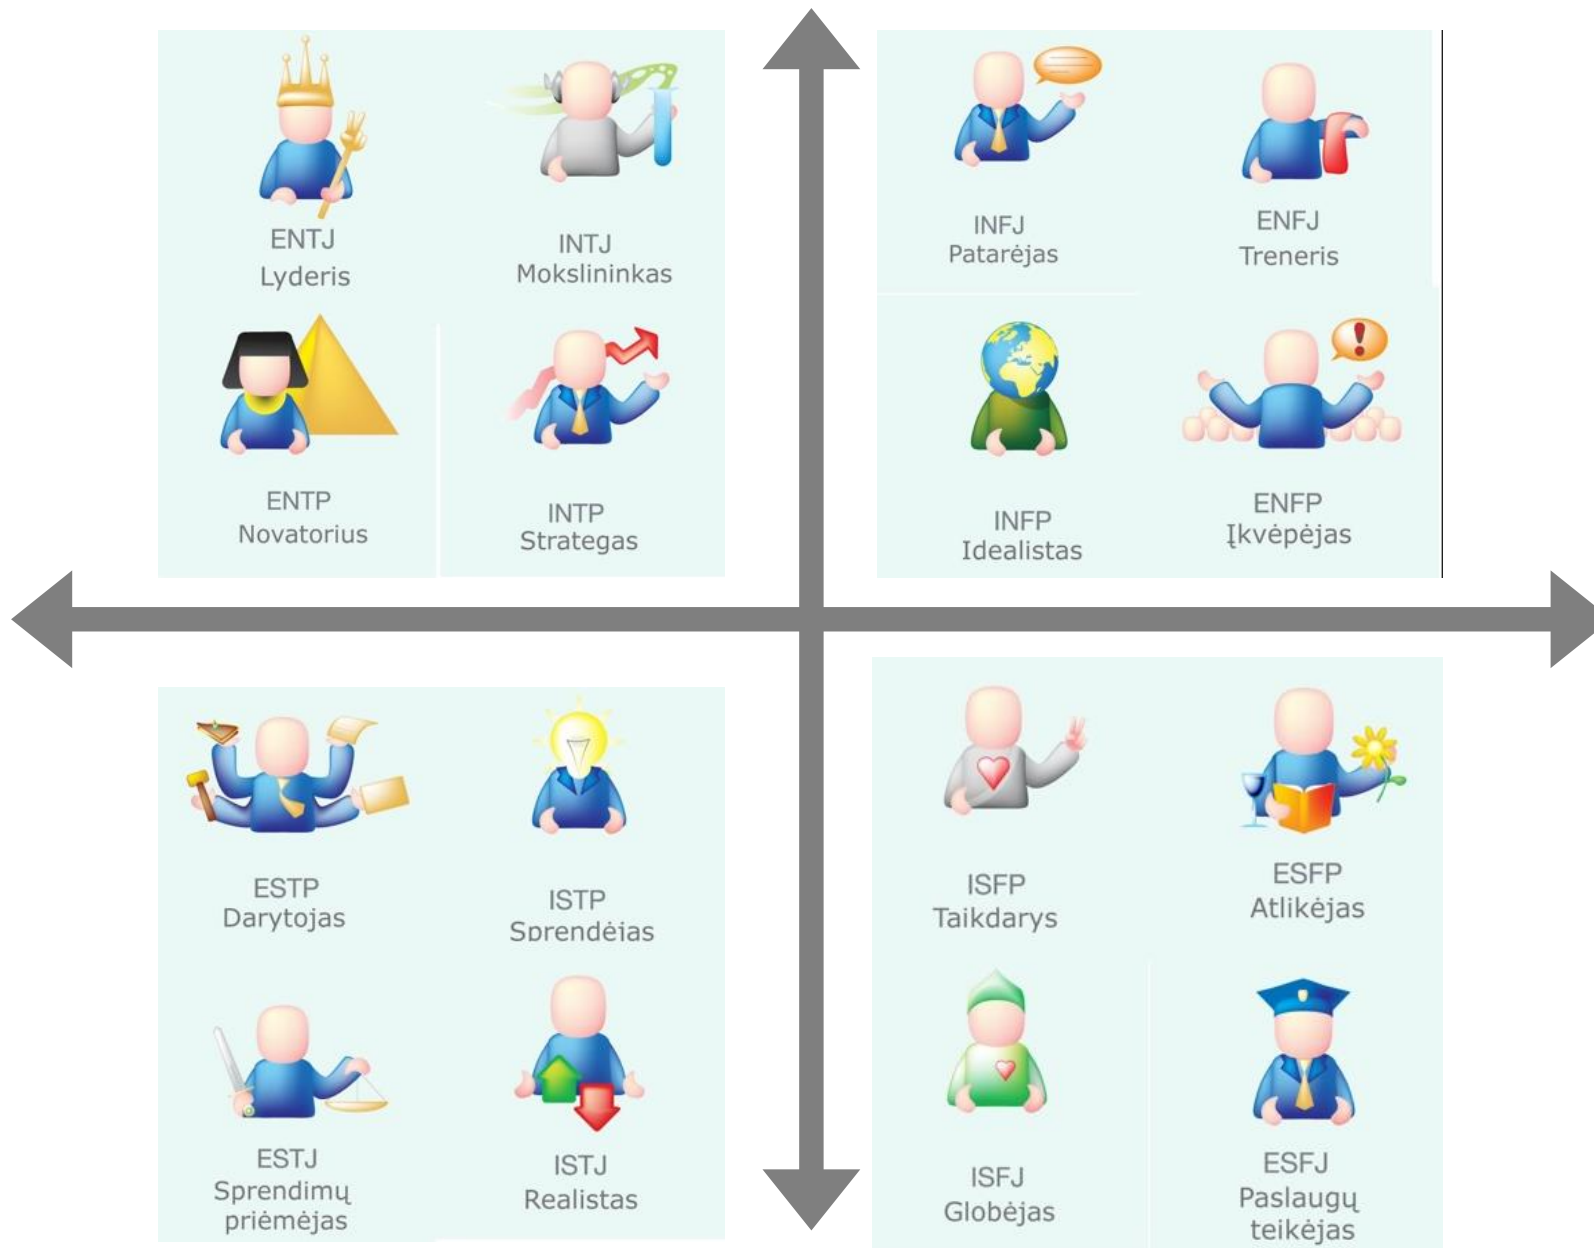 ENTJ
Lyderis
INTJ
Mokslininkas
ENTP
Novatorius
INTP
Strategas
INFJ
Patarėjas
ENFJ
Treneris
INFP
Idealistas
ENFP
Įkvėpėjas
ESTP
Darytojas
ISTP
Sprendėjas
ESTJ
Sprendimų
priėmėjas
ISTJ
Realistas
ISFP
Taikdarys
ESFP
Atlikėjas
ISFJ
Globėjas
ESFJ
Paslaugų
teikėjas